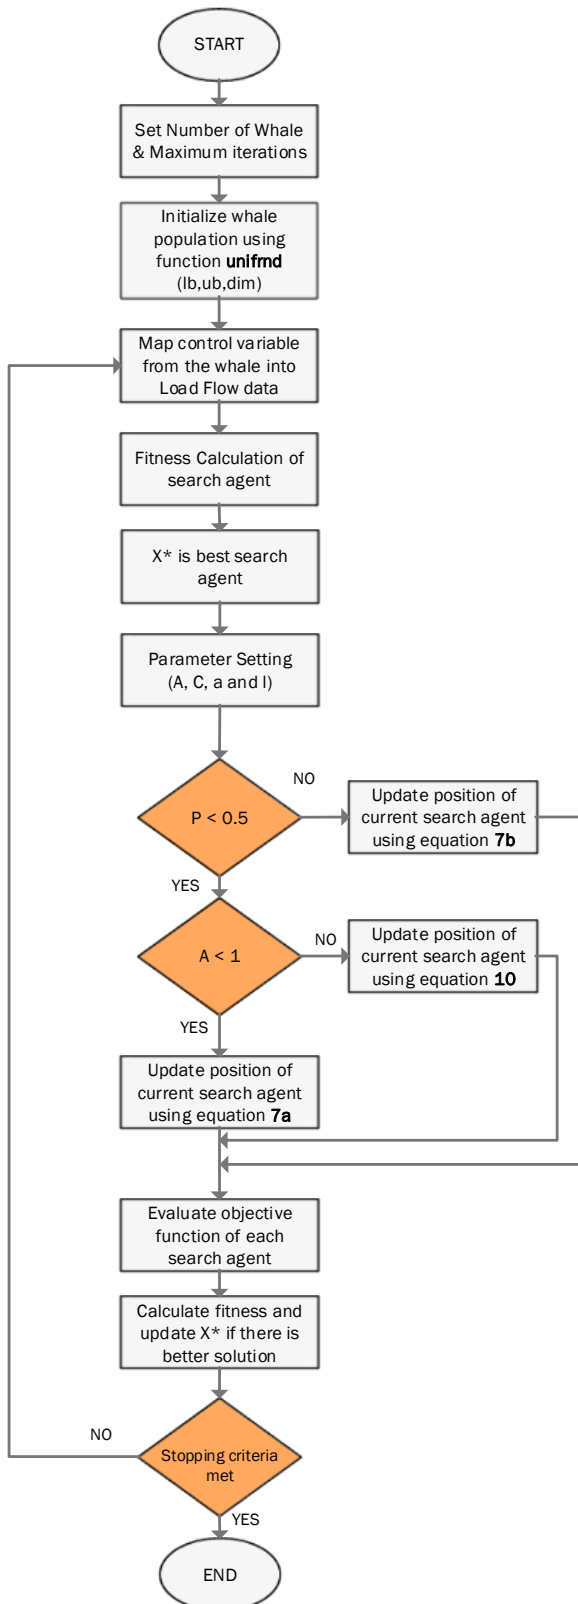 START
Set Number of Whale
& Maximum iterations
Initialize whale
population using
function unifrnd
(lb,ub,dim)
Map control variable
from the whale into
Load Flow data
Fitness Calculation of
search agent
X* is best search
agent
Parameter Setting
(A, C, a and l)
P < 0.5
NO
Update position of
current search agent
using equation 7b
YES
A < 1
NO
Update position of
current search agent
using equation 10
YES
Update position of
current search agent
using equation 7a
Evaluate objective
function of each
search agent
Calculate fitness and
update X* if there is
better solution
NO
Stopping criteria
met
YES
END